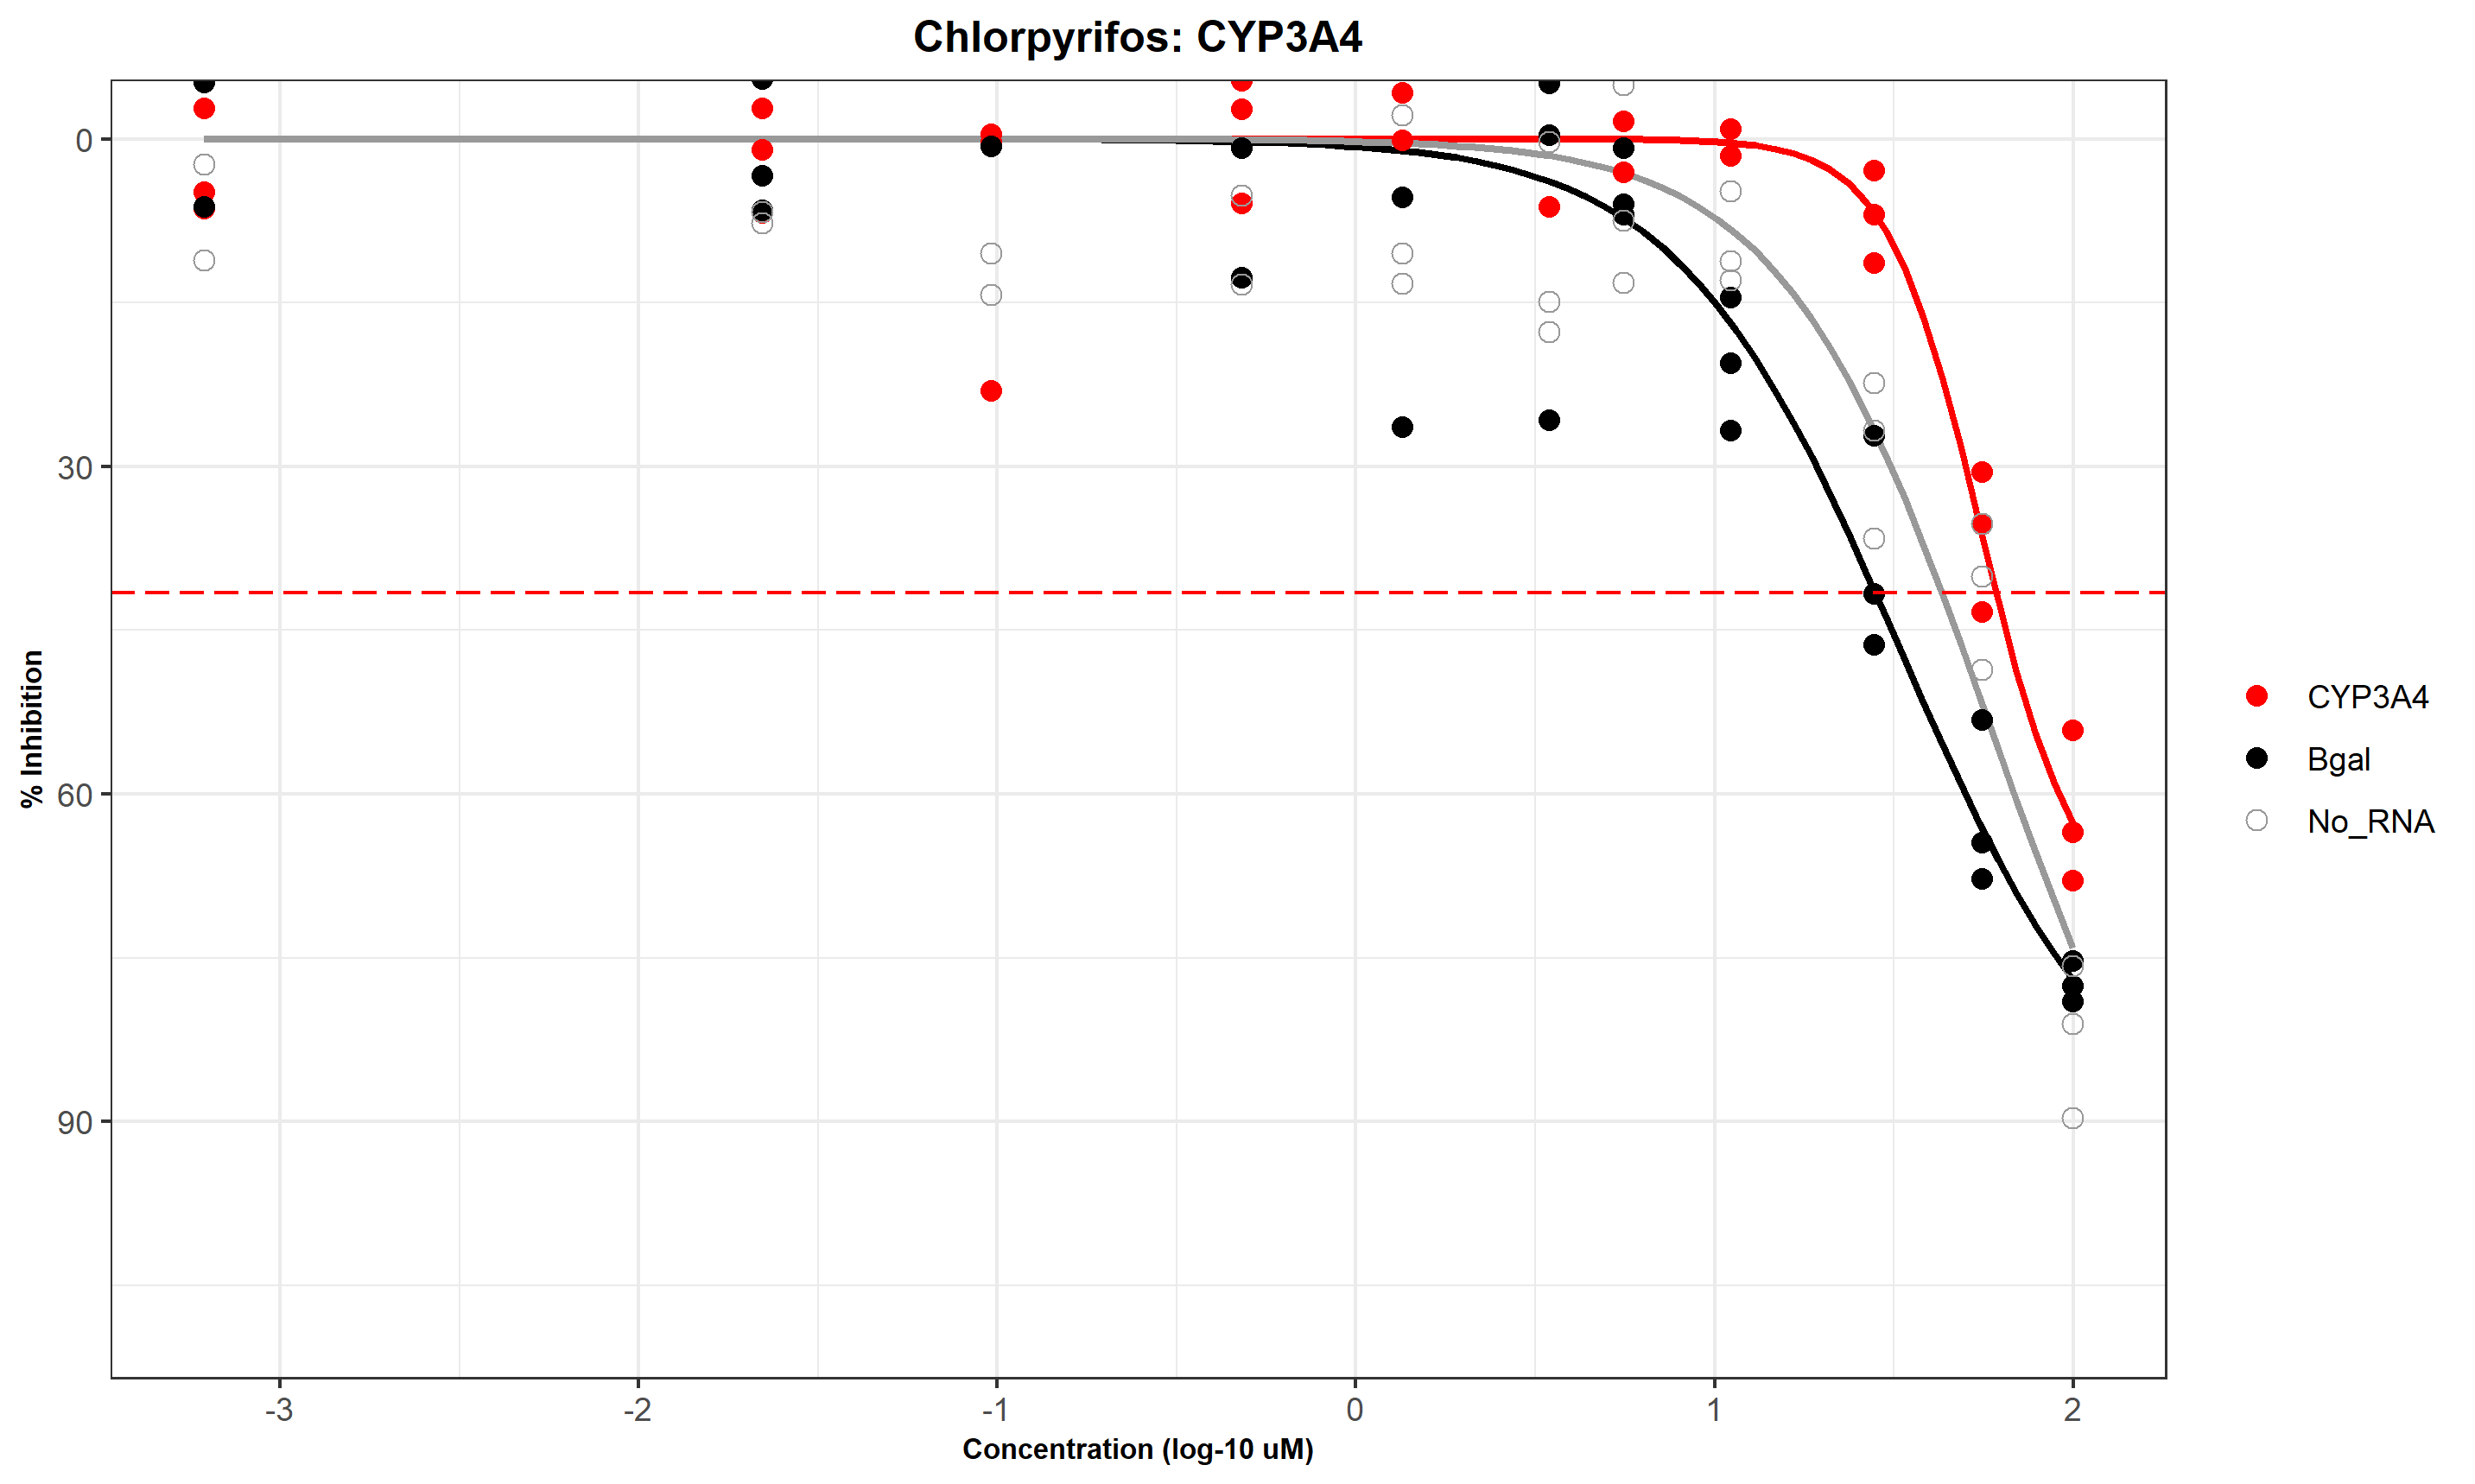 Chlorpyrifos: CYP3A4
% Inhibition
0
30
60
90
-3
-2
-1
0
1
2
Concentration (log-10 uM)
CYP3A4
Bgal
No_RNA